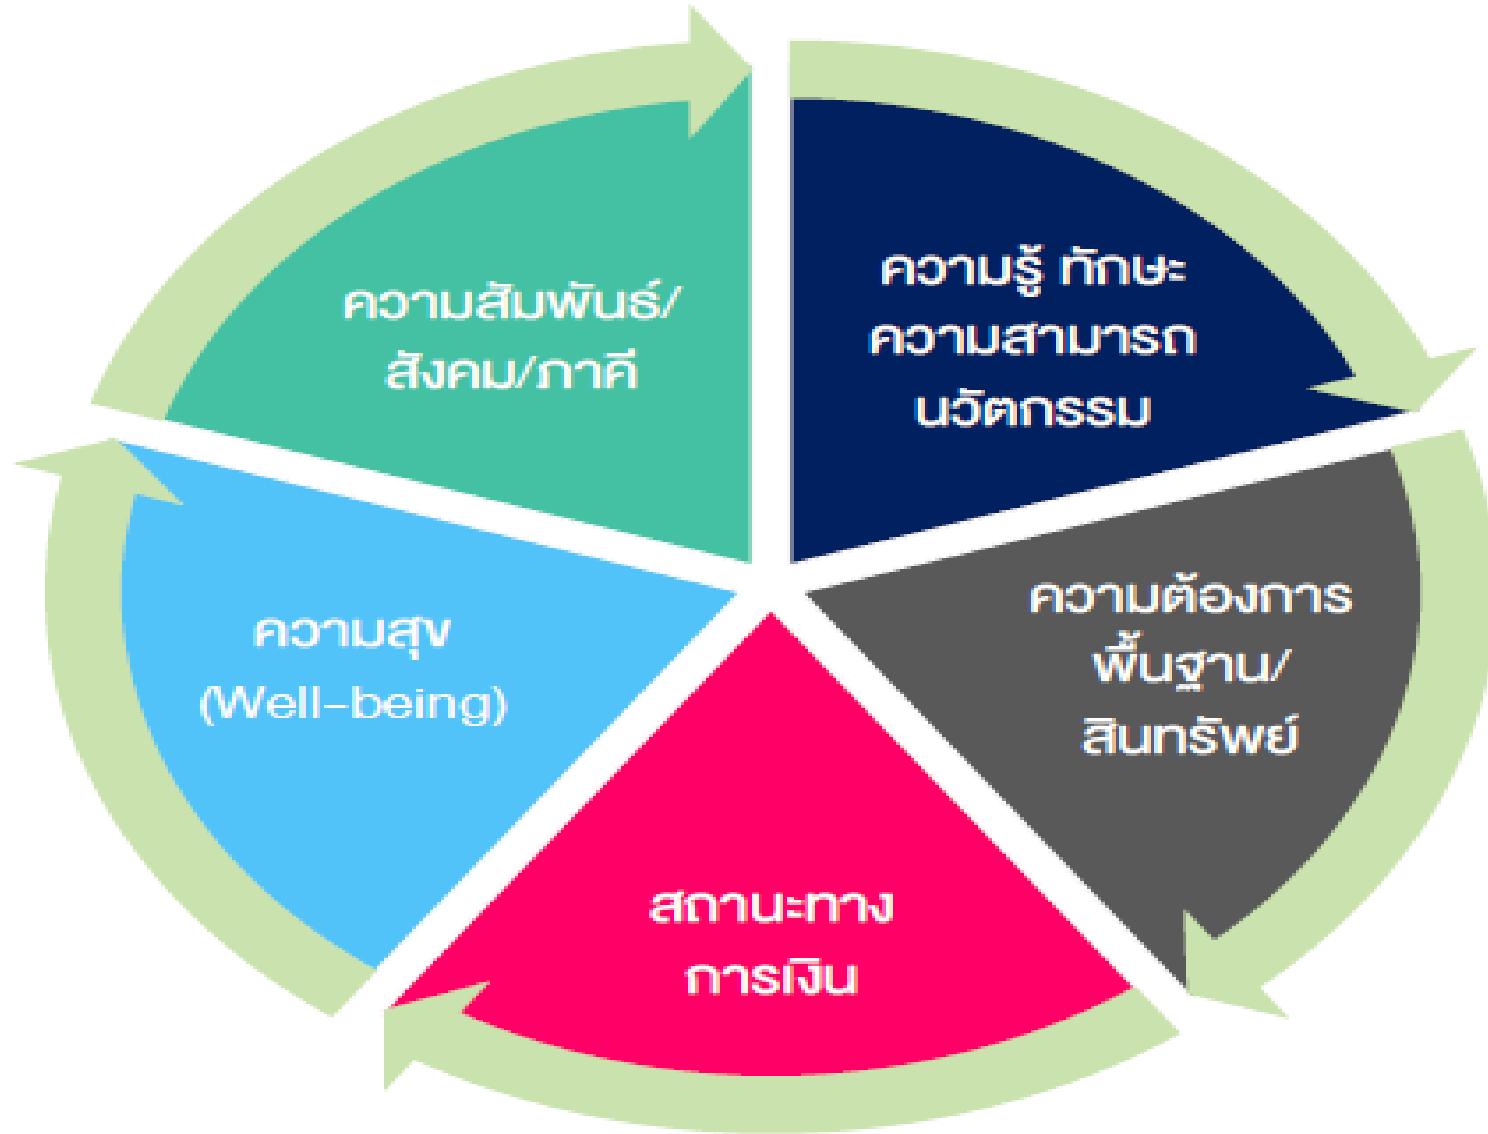 ความสัมพันธ์/
สังคม/ภาคี
ความรู้ ทักษะ
ความสามารถ
นวัตกรรม
ความต้องการ
พื้นฐาน/
สินทรัพย์
สถานะทาง
การเงิน
ความสุข
(Well-being)